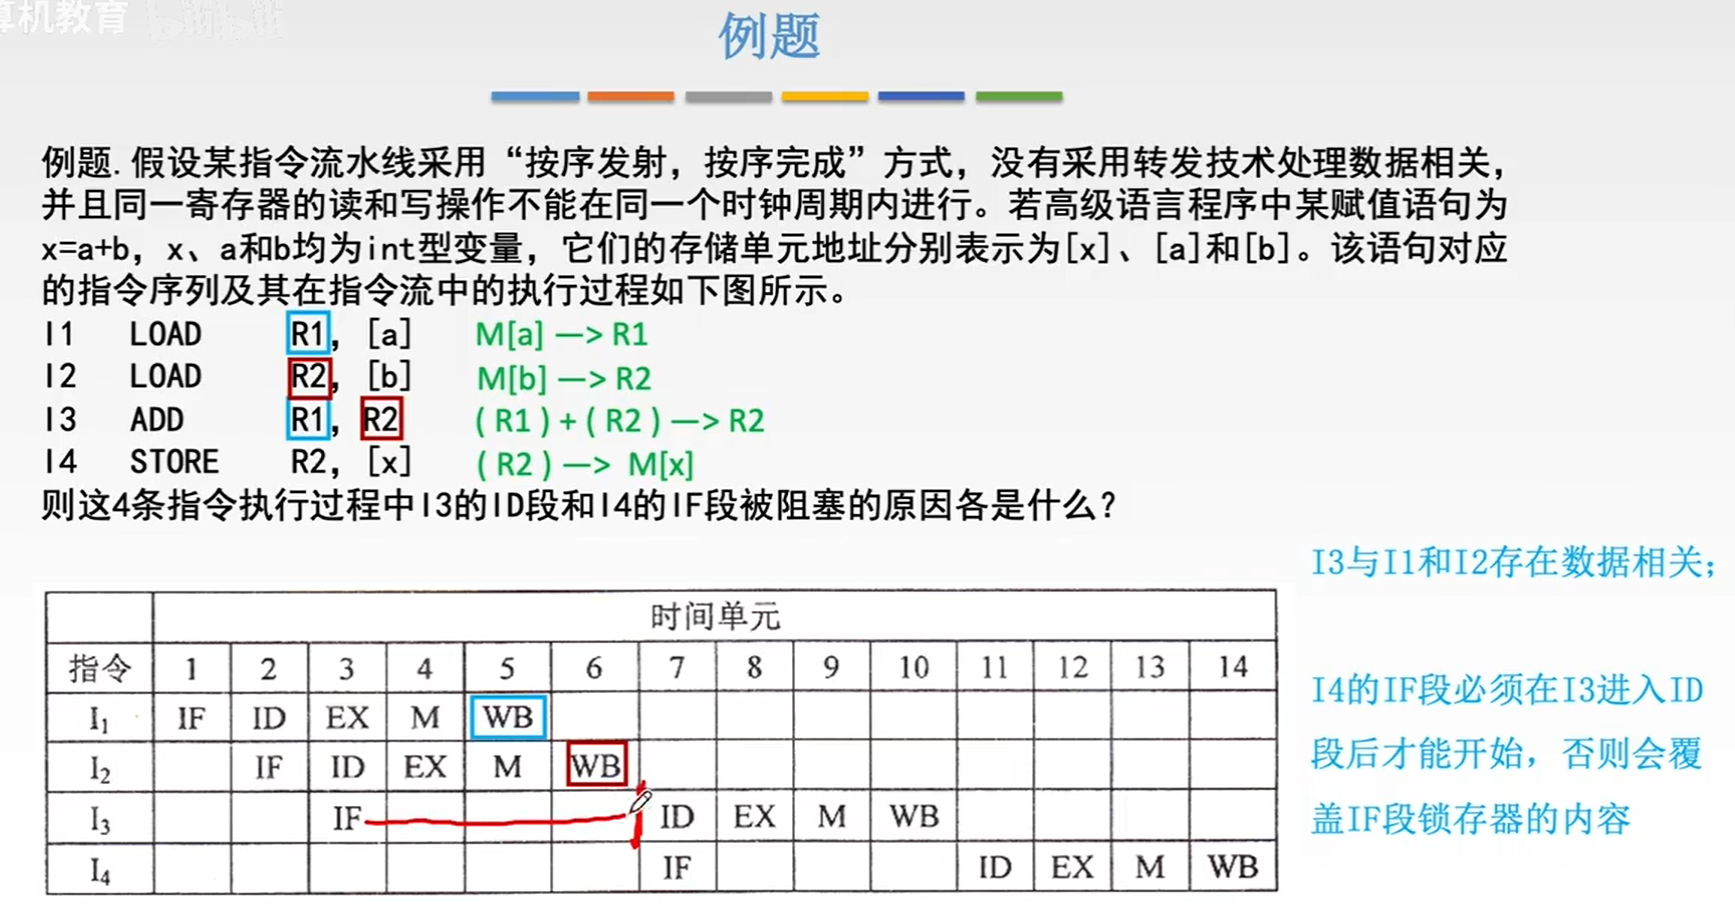 算机教育 bilibili
例题
例题.假设某指令流水线采用“按序发射，按序完成”方式，没有采用转发技术处理数据相关，
并且同一寄存器的读和写操作不能在同一个时钟周期内进行。若高级语言程序中某赋值语句为
x=a+b，x、a和b均为int型变量，它们的存储单元地址分别表示为[x]、[a]和[b]。该语句对应
的指令序列及其在指令流中的执行过程如下图所示。
I1 LOAD R1, [a] M[a] —> R1
I2 LOAD R2, [b] M[b] —> R2
I3 ADD R1, R2 ( R1 ) + ( R2 ) —> R2
I4 STORE R2, [x] ( R2 ) —> M[x]
则这4条指令执行过程中I3的ID段和I4的IF段被阻塞的原因各是什么?
I3与I1和I2存在数据相关；
I4的IF段必须在I3进入ID
段后才能开始，否则会覆
盖IF段锁存器的内容
时间单元
指令 1 2 3 4 5 6 7 8 9 10 11 12 13 14
I₁ IF ID EX M WB
I₂ IF ID EX M WB
I₃ IF ID EX M WB
I₄ IF ID EX M WB